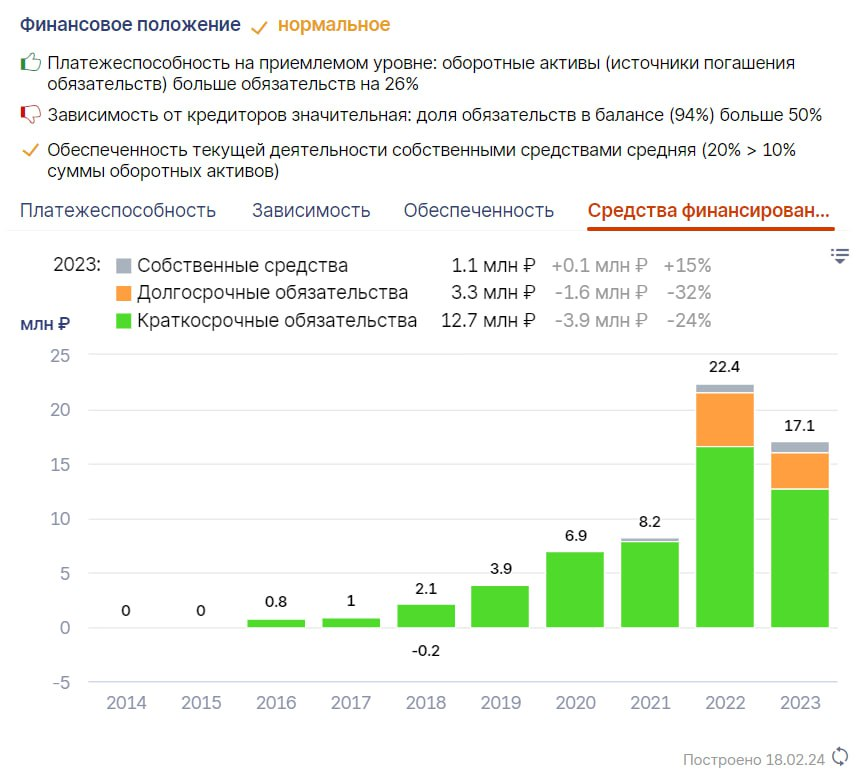 Финансовое положение нормальное
Платежеспособность на приемлемом уровне: оборотные активы (источники погашения
обязательств) больше обязательств на 26%
Зависимость от кредиторов значительная: доля обязательств в балансе (94%) больше 50%
Обеспеченность текущей деятельности собственными средствами средняя (20% > 10%
суммы оборотных активов)
Платежеспособность Зависимость Обеспеченность Средства финансирован...
2023: Собственные средства 1.1 млн ₽ +0.1 млн ₽ +15%
Долгосрочные обязательства 3.3 млн ₽ -1.6 млн ₽ -32%
Краткосрочные обязательства 12.7 млн ₽ -3.9 млн ₽ -24%
млн ₽
25
22.4
20
17.1
15
10
8.2
6.9
5
3.9
2.1
1
0.8
0
0
0
-0.2
-5
2014 2015 2016 2017 2018 2019 2020 2021 2022 2023
Построено 18.02.24